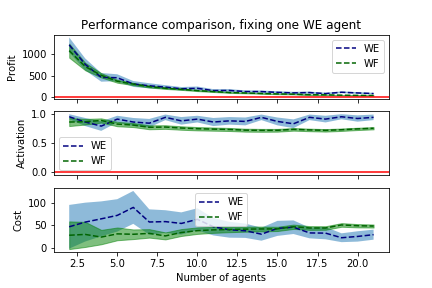 Performance comparison, fixing one WE agent
Profit
1000
500
0
WE
WF
Activation
1.0
0.5
0.0
WE
WF
Cost
100
50
0
WE
WF
2.5 5.0 7.5 10.0 12.5 15.0 17.5 20.0
Number of agents